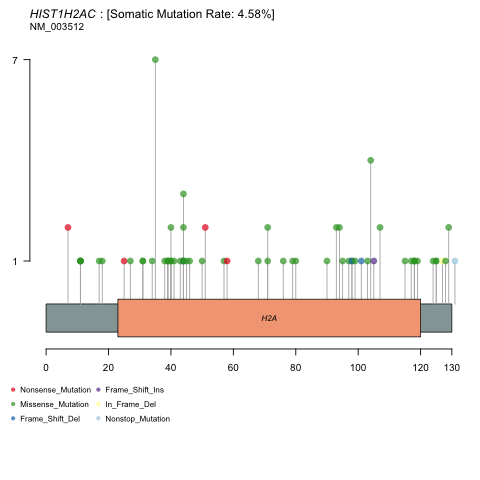 HIST1H2AC : [Somatic Mutation Rate: 4.58%]
NM_003512
7
1
H2A
0 20 40 60 80 100 120 130
Nonsense_Mutation Frame_Shift_Ins
Missense_Mutation In_Frame_Del
Frame_Shift_Del Nonstop_Mutation